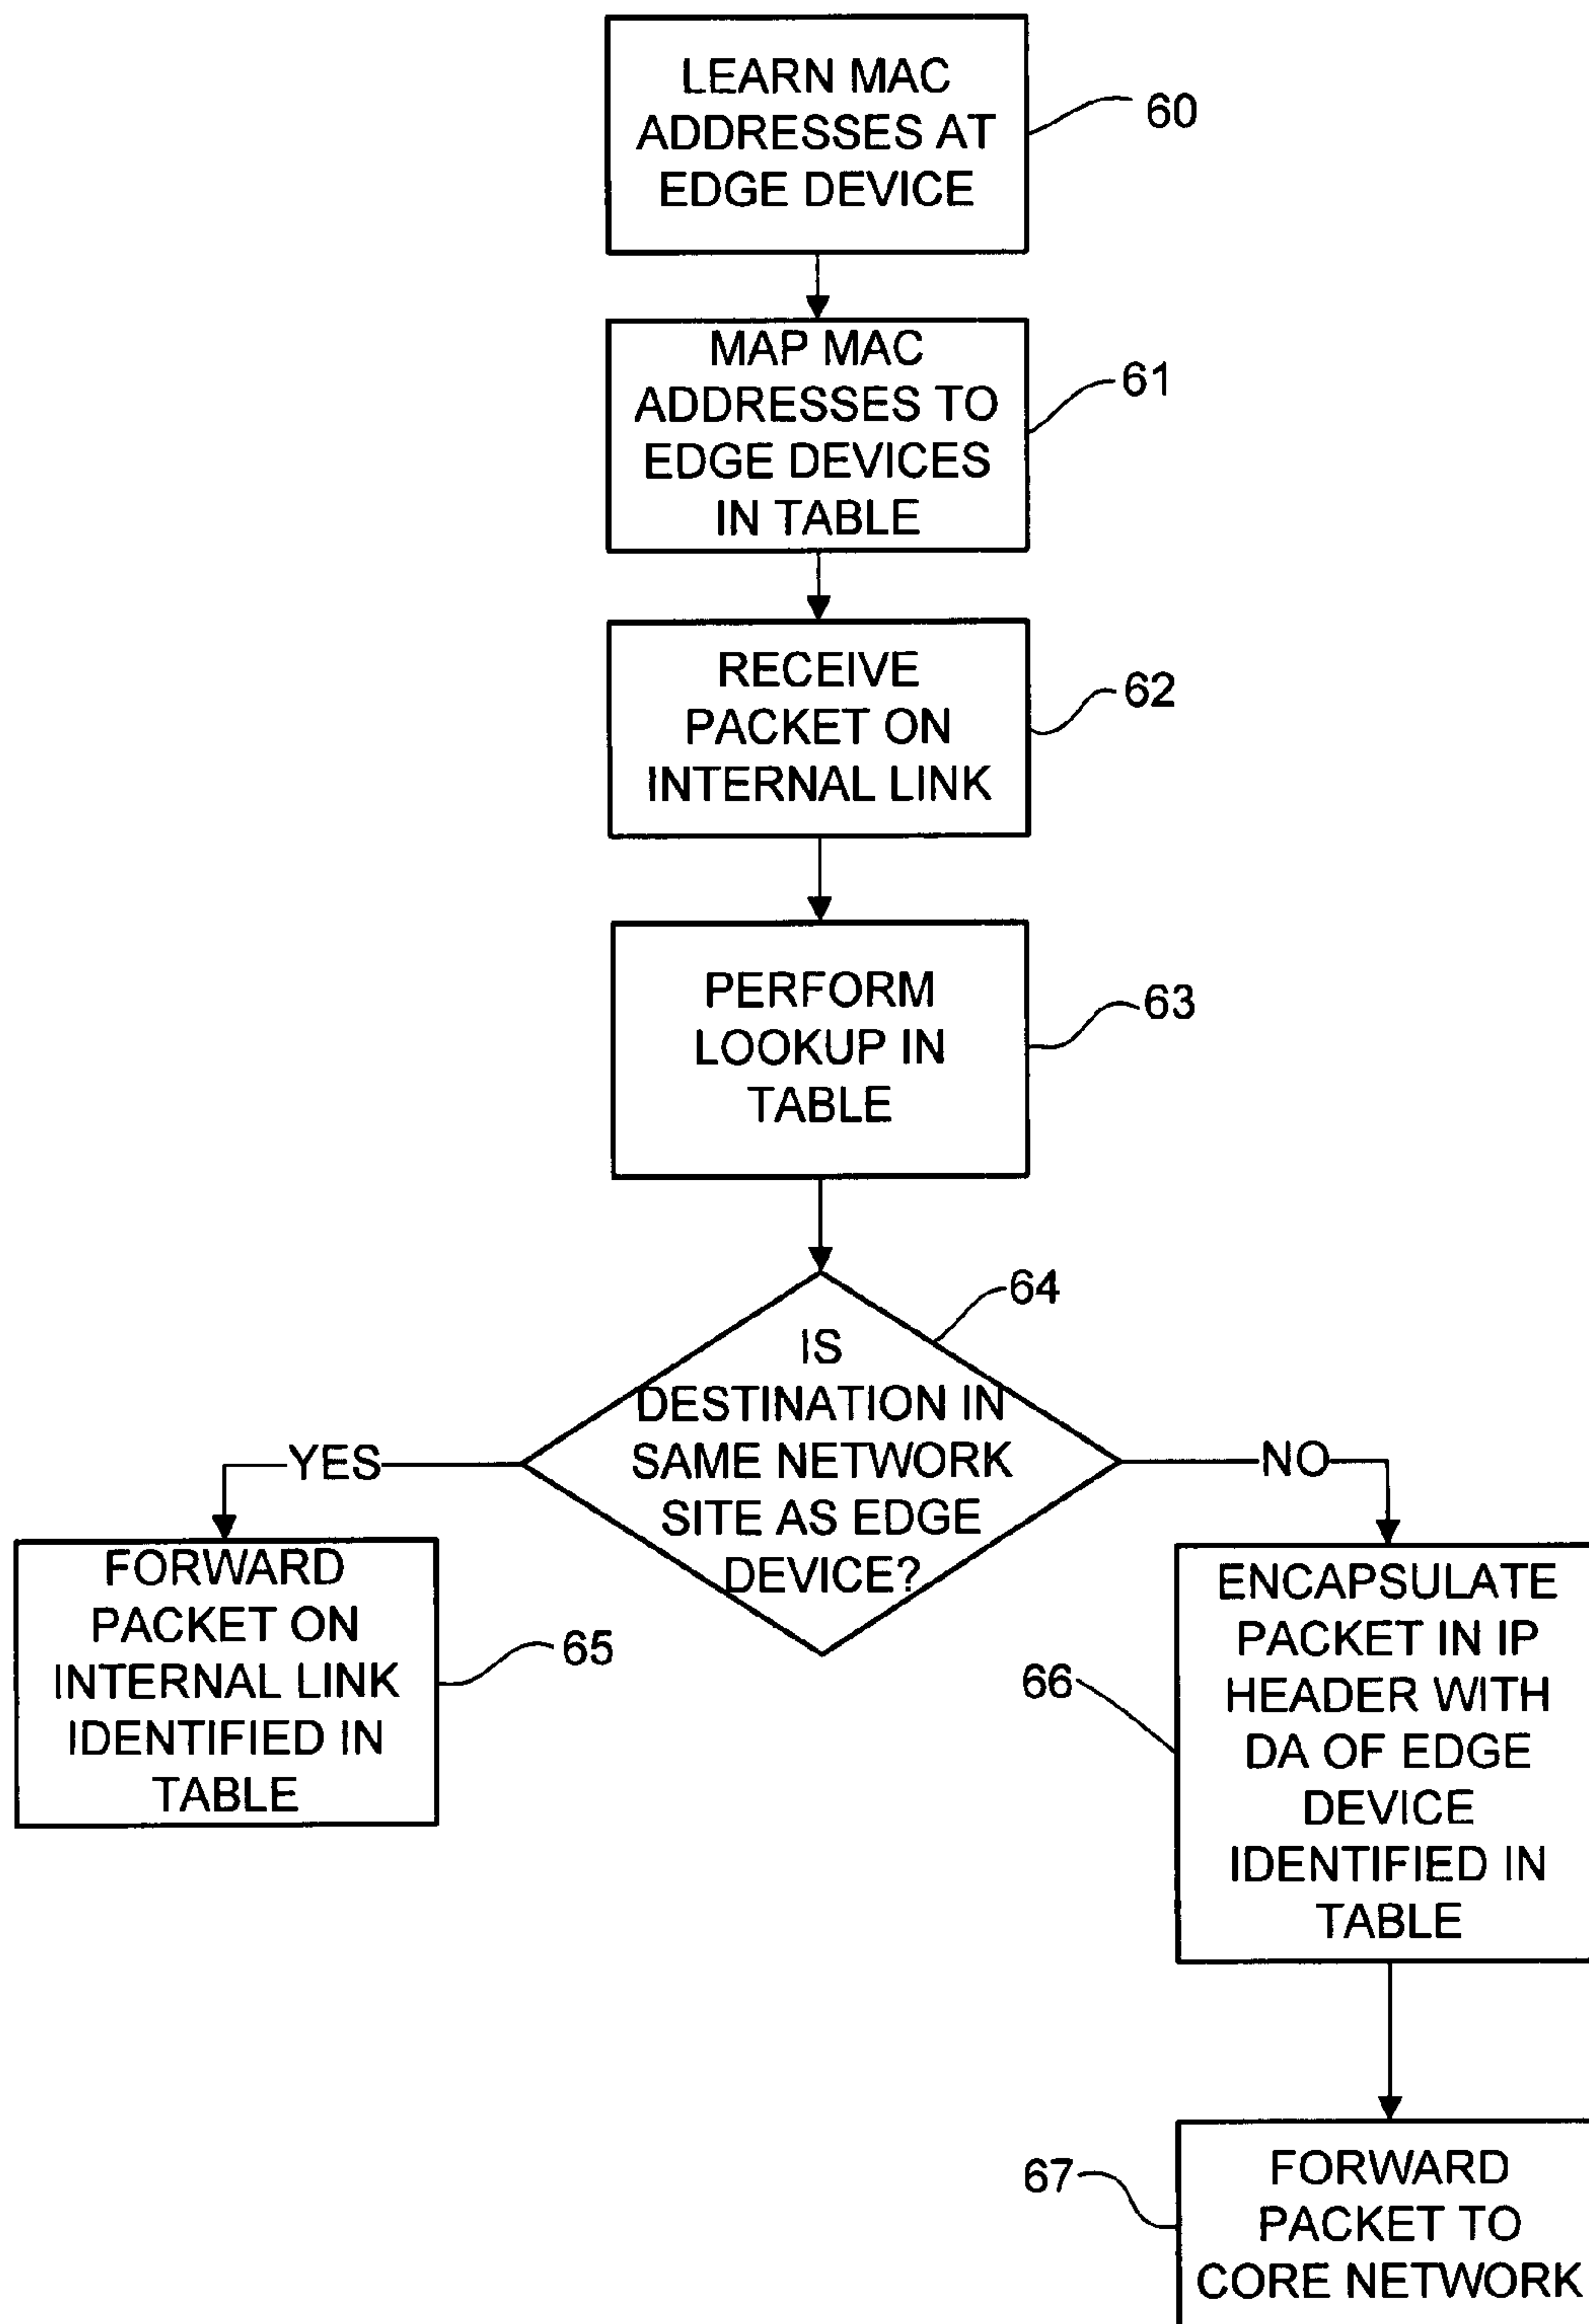 LEARN MAC
ADDRESSES AT
EDGE DEVICE
60
MAP MAC
ADDRESSES TO
EDGE DEVICES
IN TABLE
61
RECEIVE
PACKET ON
INTERNAL LINK
62
PERFORM
LOOKUP IN
TABLE
63
64
IS
DESTINATION IN
SAME NETWORK
SITE AS EDGE
DEVICE?
YES
NO
FORWARD
PACKET ON
INTERNAL LINK
IDENTIFIED IN
TABLE
65
ENCAPSULATE
PACKET IN IP
HEADER WITH
DA OF EDGE
DEVICE
IDENTIFIED IN
TABLE
66
FORWARD
PACKET TO
CORE NETWORK
67